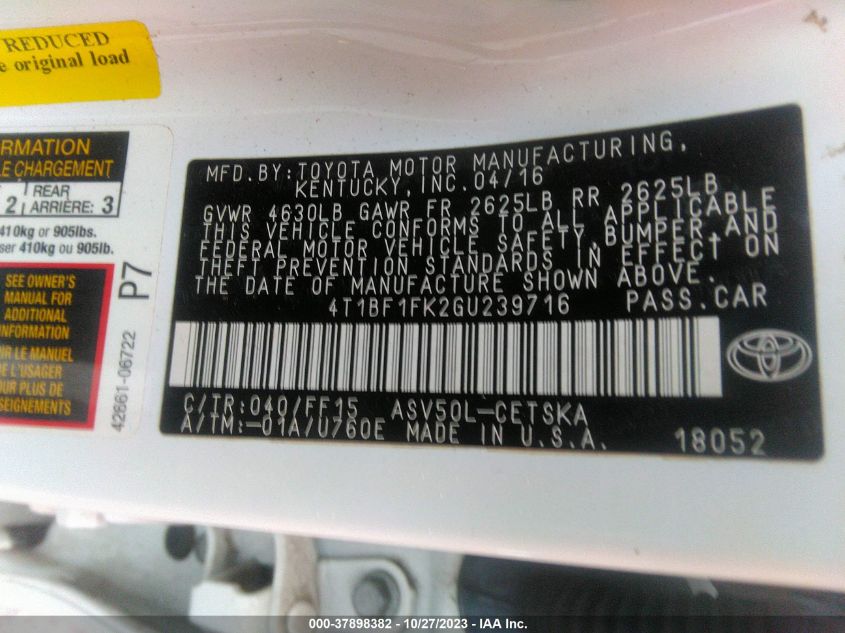 REDUCED
e original load
RMATION
LE CHARGEMENT
2 REAR
ARRIÈRE: 3
410kg or 905lbs.
ser 410kg ou 905lb.
SEE OWNER'S
MANUAL FOR
ADDITIONAL
INFORMATION
IR LE MANUEL
DE L'USAGER
OUR PLUS DE
SEIGNEMENTS
P7
42661-06722
MFD.BY:TOYOTA MOTOR MANUFACTURING,
KENTUCKY, INC.04/16
GVWR 4630LB GAWR FR 2625LB RR 2625LB
THIS VEHICLE CONFORMS TO ALL APPLICABLE
FEDERAL MOTOR VEHICLE SAFETY,BUMPER AND
THEFT PREVENTION STANDARDS IN EFFECT ON
THE DATE OF MANUFACTURE SHOWN ABOVE.
4T1BF1FK2GU239716 PASS.CAR
C/TR:040/FF15 ASV50L-CETSKA
A/TM:-01A/U760E MADE IN U.S.A. 18052
000-37898382 | 10/27/2023 | IAA Inc.